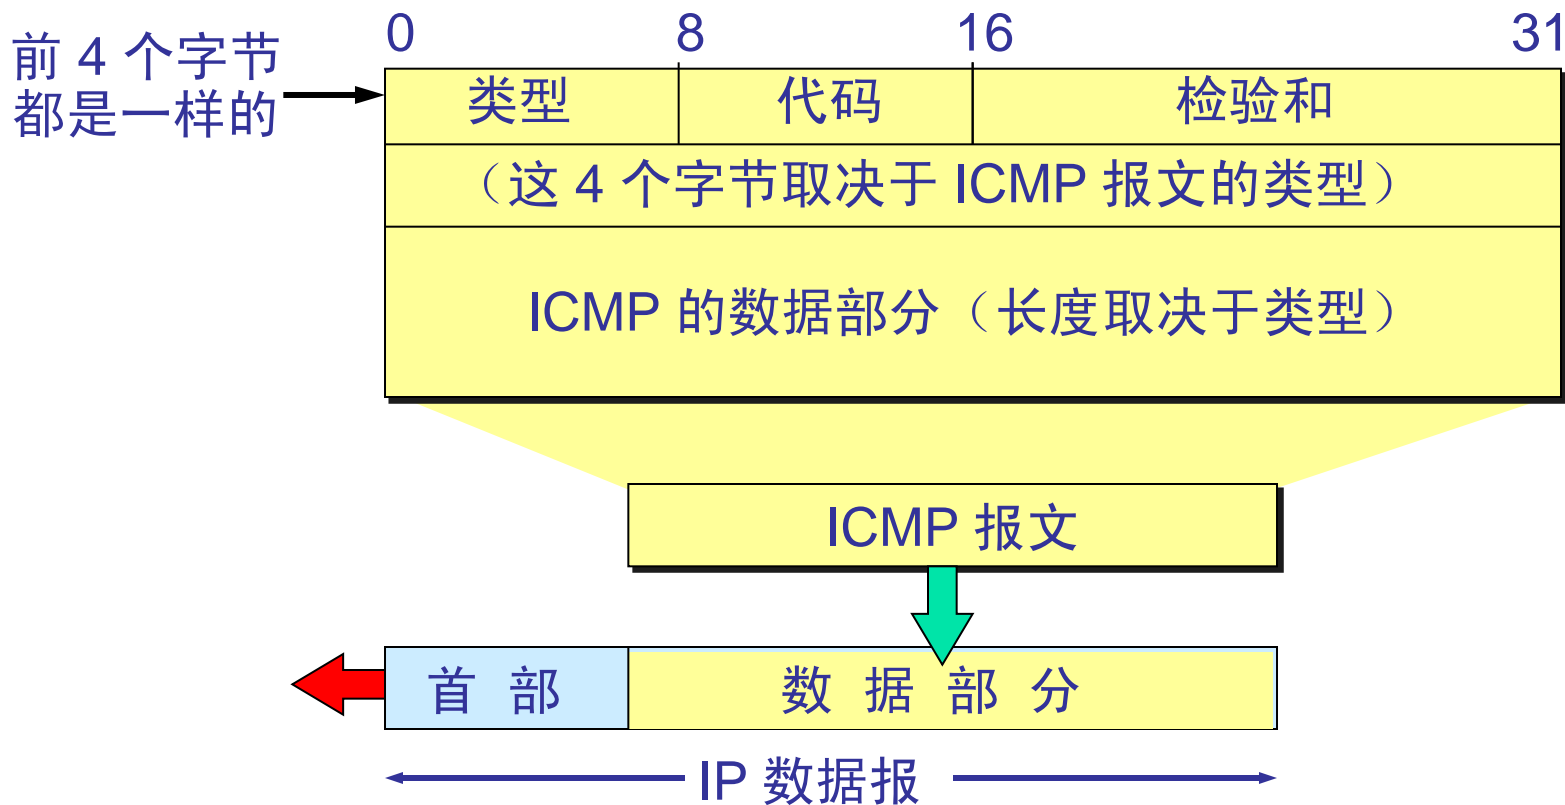 0 8 16 31
前 4 个字节
都是一样的
类型 代码 检验和
（这 4 个字节取决于 ICMP 报文的类型）
ICMP 的数据部分（长度取决于类型）
ICMP 报文
首 部 数 据 部 分
IP 数据报